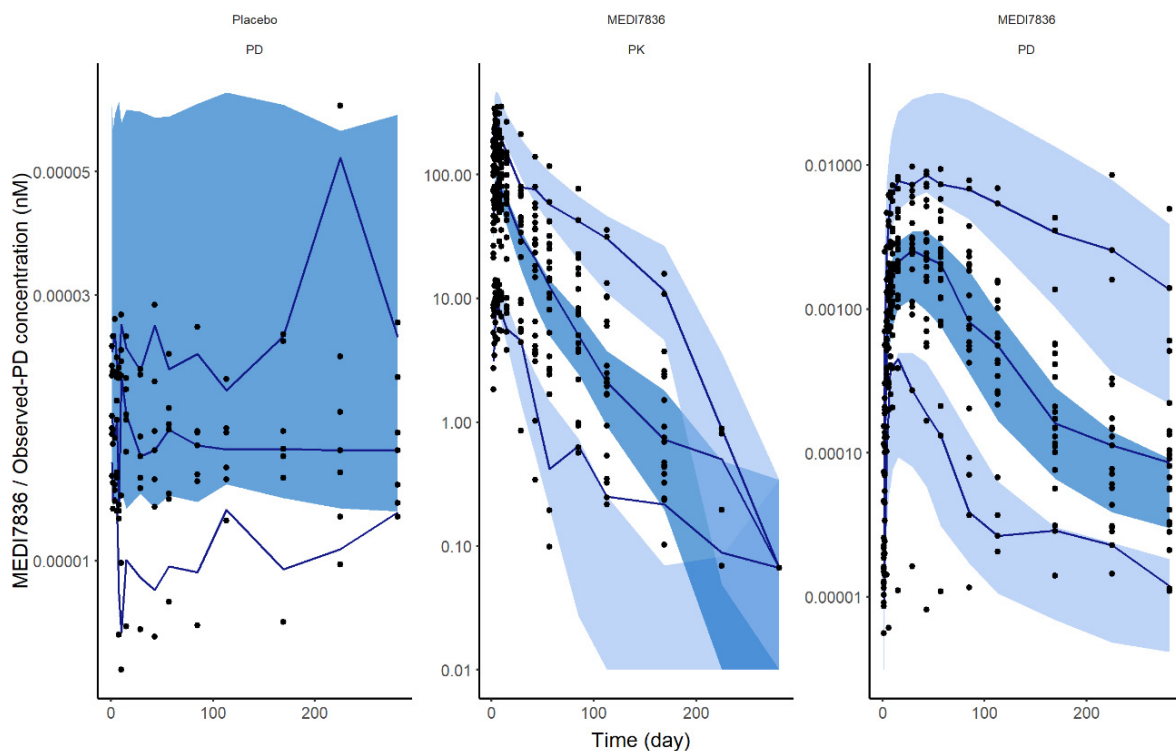 Placebo
PD
MEDI7836
PK
MEDI7836
PD
MEDI7836 / Observed-PD concentration (nM)
0.00005
0.00003
0.00001
0
100
200
100.00
10.00
1.00
0.10
0.01
0
100
200
0.01000
0.00100
0.00010
0.00001
0
100
200
Time (day)